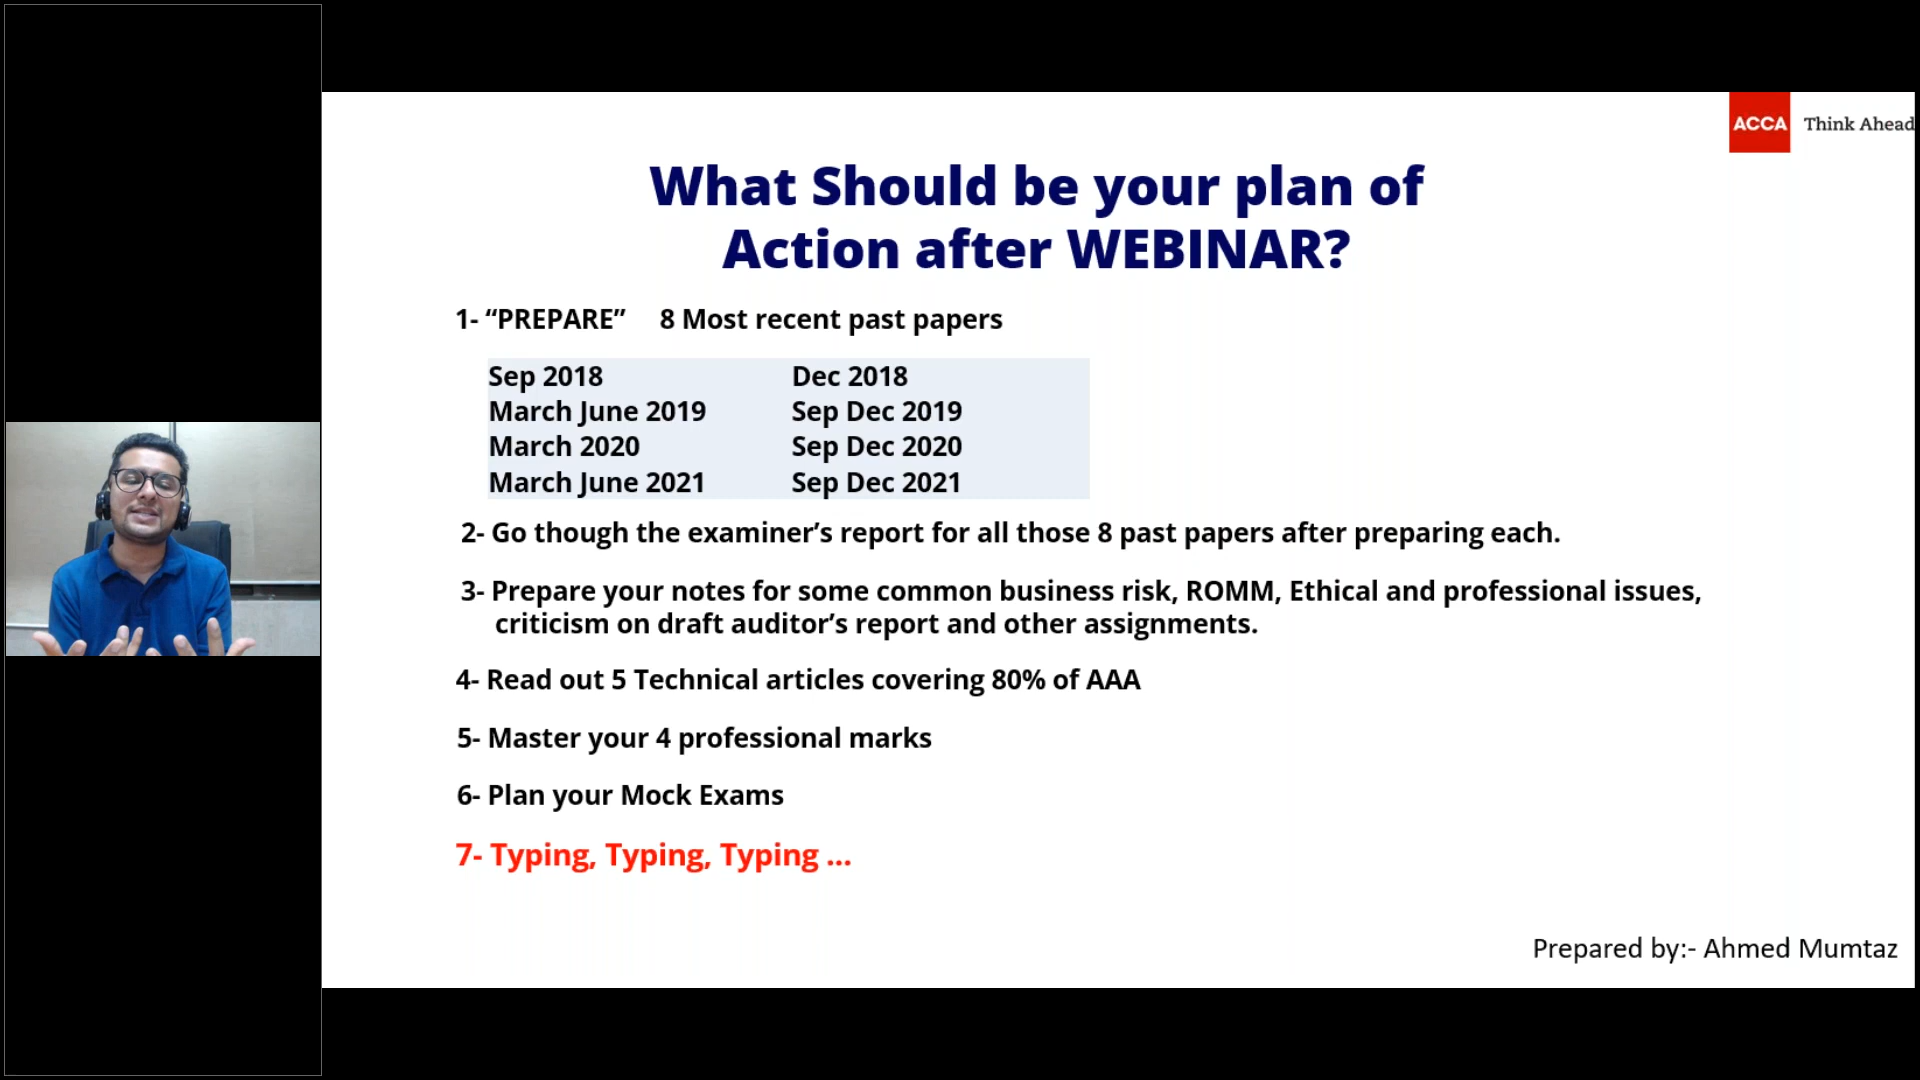 ACCA Think Ahead
What Should be your plan of
Action after WEBINAR?
1- “PREPARE” 8 Most recent past papers
Sep 2018 Dec 2018
March June 2019 Sep Dec 2019
March 2020 Sep Dec 2020
March June 2021 Sep Dec 2021
2- Go though the examiner’s report for all those 8 past papers after preparing each.
3- Prepare your notes for some common business risk, ROMM, Ethical and professional issues,
criticism on draft auditor’s report and other assignments.
4- Read out 5 Technical articles covering 80% of AAA
5- Master your 4 professional marks
6- Plan your Mock Exams
7- Typing, Typing, Typing ...
Prepared by:- Ahmed Mumtaz